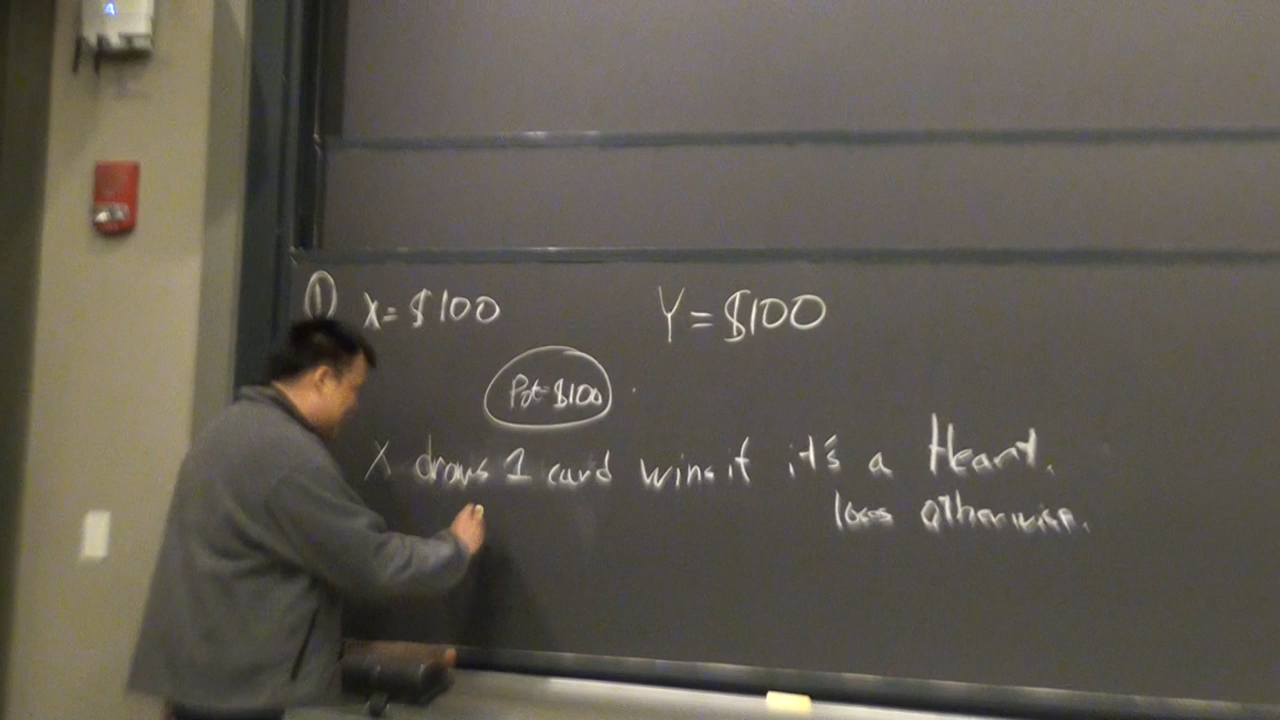 ① X= $100 Y= $100
Pot=$100
X draws 1 card wins if it's a Heart.
loses otherwise.